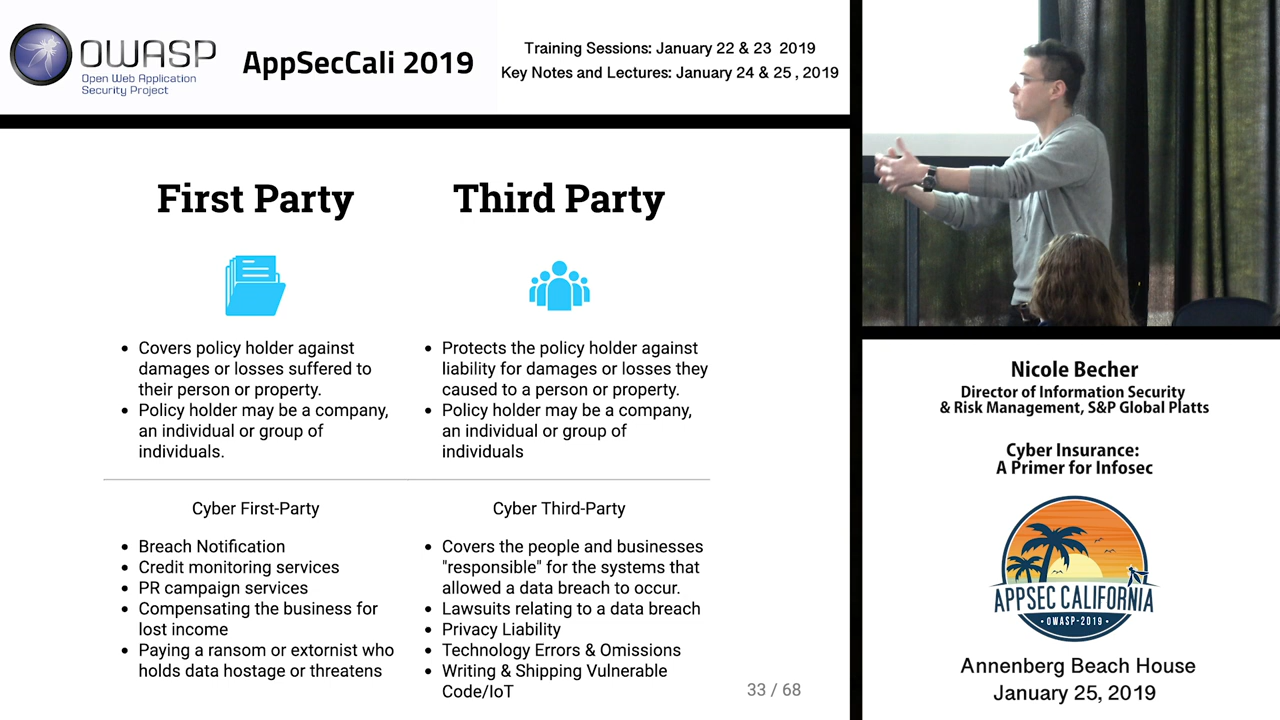 OWASP
Open Web Application
Security Project
AppSecCali 2019
Training Sessions: January 22 & 23 2019
Key Notes and Lectures: January 24 & 25 , 2019
First Party
Third Party
• Covers policy holder against
damages or losses suffered to
their person or property.
• Policy holder may be a company,
an individual or group of
individuals.
• Protects the policy holder against
liability for damages or losses they
caused to a person or property.
• Policy holder may be a company,
an individual or group of
individuals
Cyber First-Party
• Breach Notification
• Credit monitoring services
• PR campaign services
• Compensating the business for
lost income
• Paying a ransom or extornist who
holds data hostage or threatens
Cyber Third-Party
• Covers the people and businesses
"responsible" for the systems that
allowed a data breach to occur.
• Lawsuits relating to a data breach
• Privacy Liability
• Technology Errors & Omissions
• Writing & Shipping Vulnerable
Code/IoT
33 / 68
Nicole Becher
Director of Information Security
& Risk Management, S&P Global Platts
Cyber Insurance:
A Primer for Infosec
APPSEC CALIFORNIA
• OWASP-2019 •
Annenberg Beach House
January 25, 2019